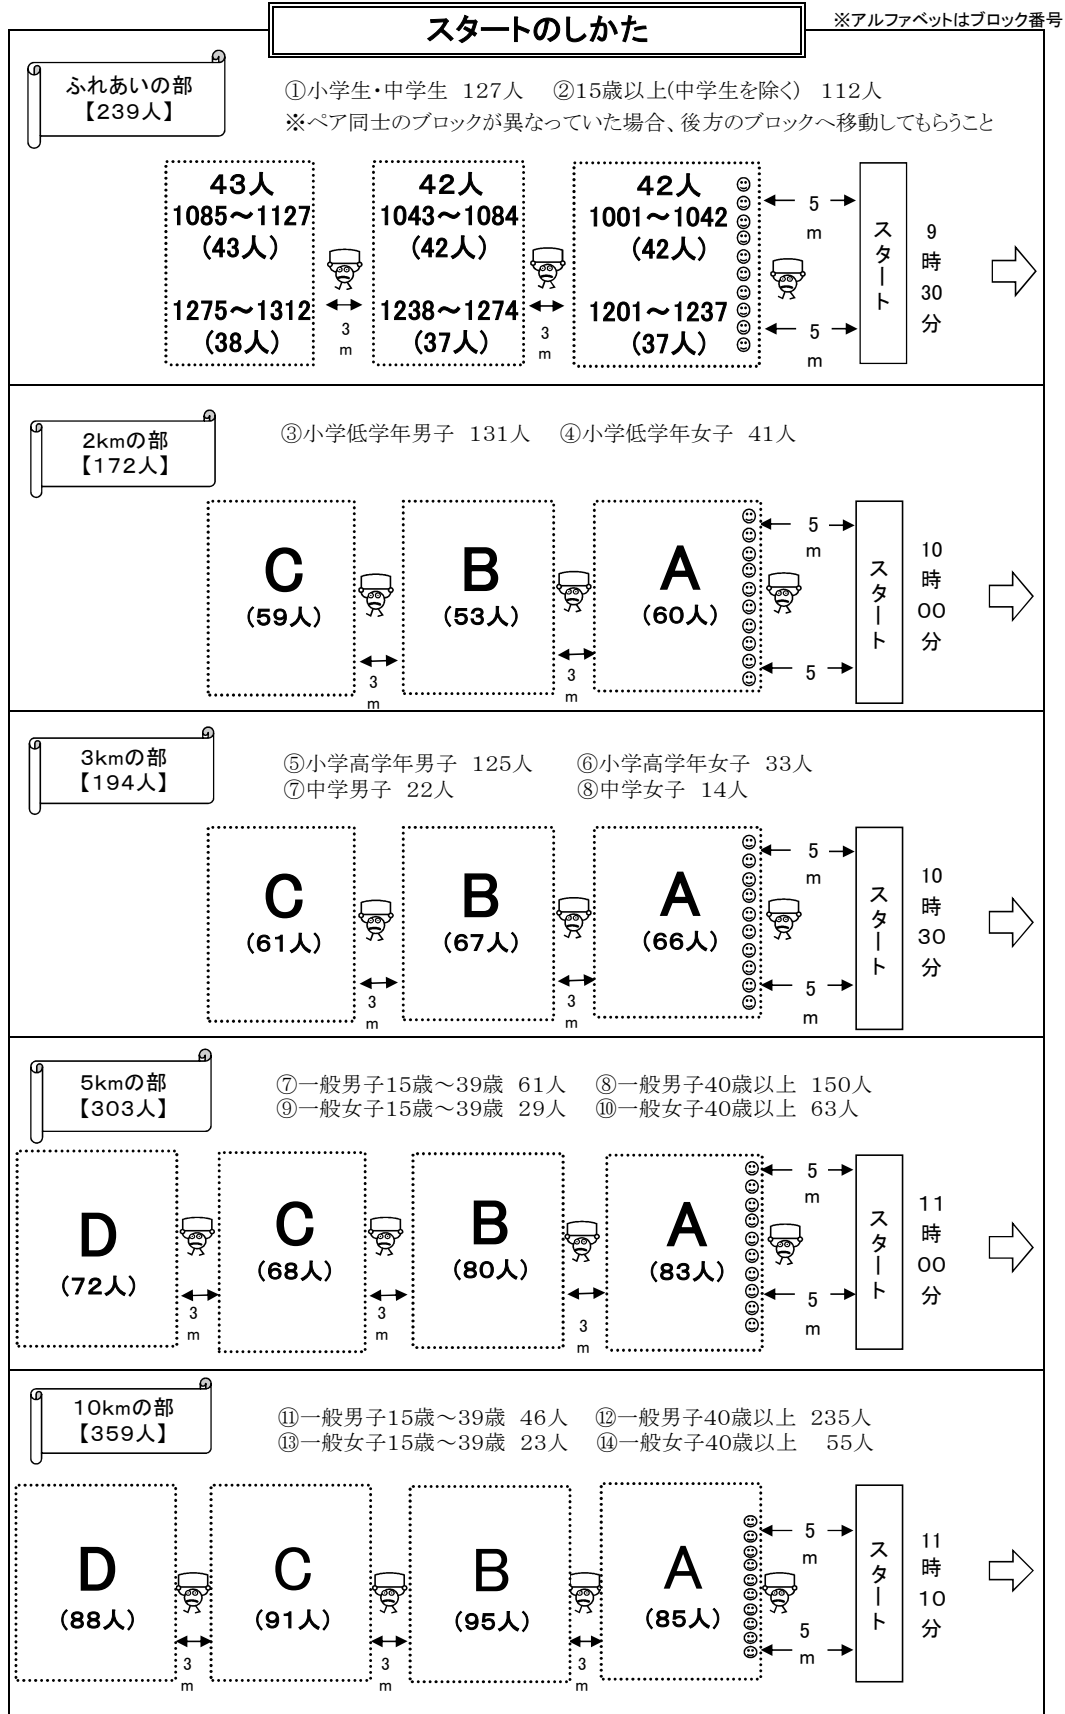 スタートのしかた
※アルファベットはブロック番号
ふれあいの部
【239人】
①小学生・中学生 127人 ②15歳以上(中学生を除く) 112人
※ペア同士のブロックが異なっていた場合、後方のブロックへ移動してもらうこと
43人
1085～1127
(43人)
1275～1312
(38人)
3
m
42人
1043～1084
(42人)
1238～1274
(37人)
3
m
42人
1001～1042
(42人)
1201～1237
(37人)
5
m
5
m
スタート
9時30分
2kmの部
【172人】
③小学低学年男子 131人 ④小学低学年女子 41人
C
(59人)
3
m
B
(53人)
3
m
A
(60人)
5
m
5
スタート
10時00分
3kmの部
【194人】
⑤小学高学年男子 125人 ⑥小学高学年女子 33人
⑦中学男子 22人 ⑧中学女子 14人
C
(61人)
3
m
B
(67人)
3
m
A
(66人)
5
m
5
m
スタート
10時30分
5kmの部
【303人】
⑦一般男子15歳～39歳 61人 ⑧一般男子40歳以上 150人
⑨一般女子15歳～39歳 29人 ⑩一般女子40歳以上 63人
D
(72人)
3
m
C
(68人)
3
m
B
(80人)
3
m
A
(83人)
5
m
5
m
スタート
11時00分
10kmの部
【359人】
⑪一般男子15歳～39歳 46人 ⑫一般男子40歳以上 235人
⑬一般女子15歳～39歳 23人 ⑭一般女子40歳以上 55人
D
(88人)
3
m
C
(91人)
3
m
B
(95人)
3
m
A
(85人)
5
m
5
m
スタート
11時10分